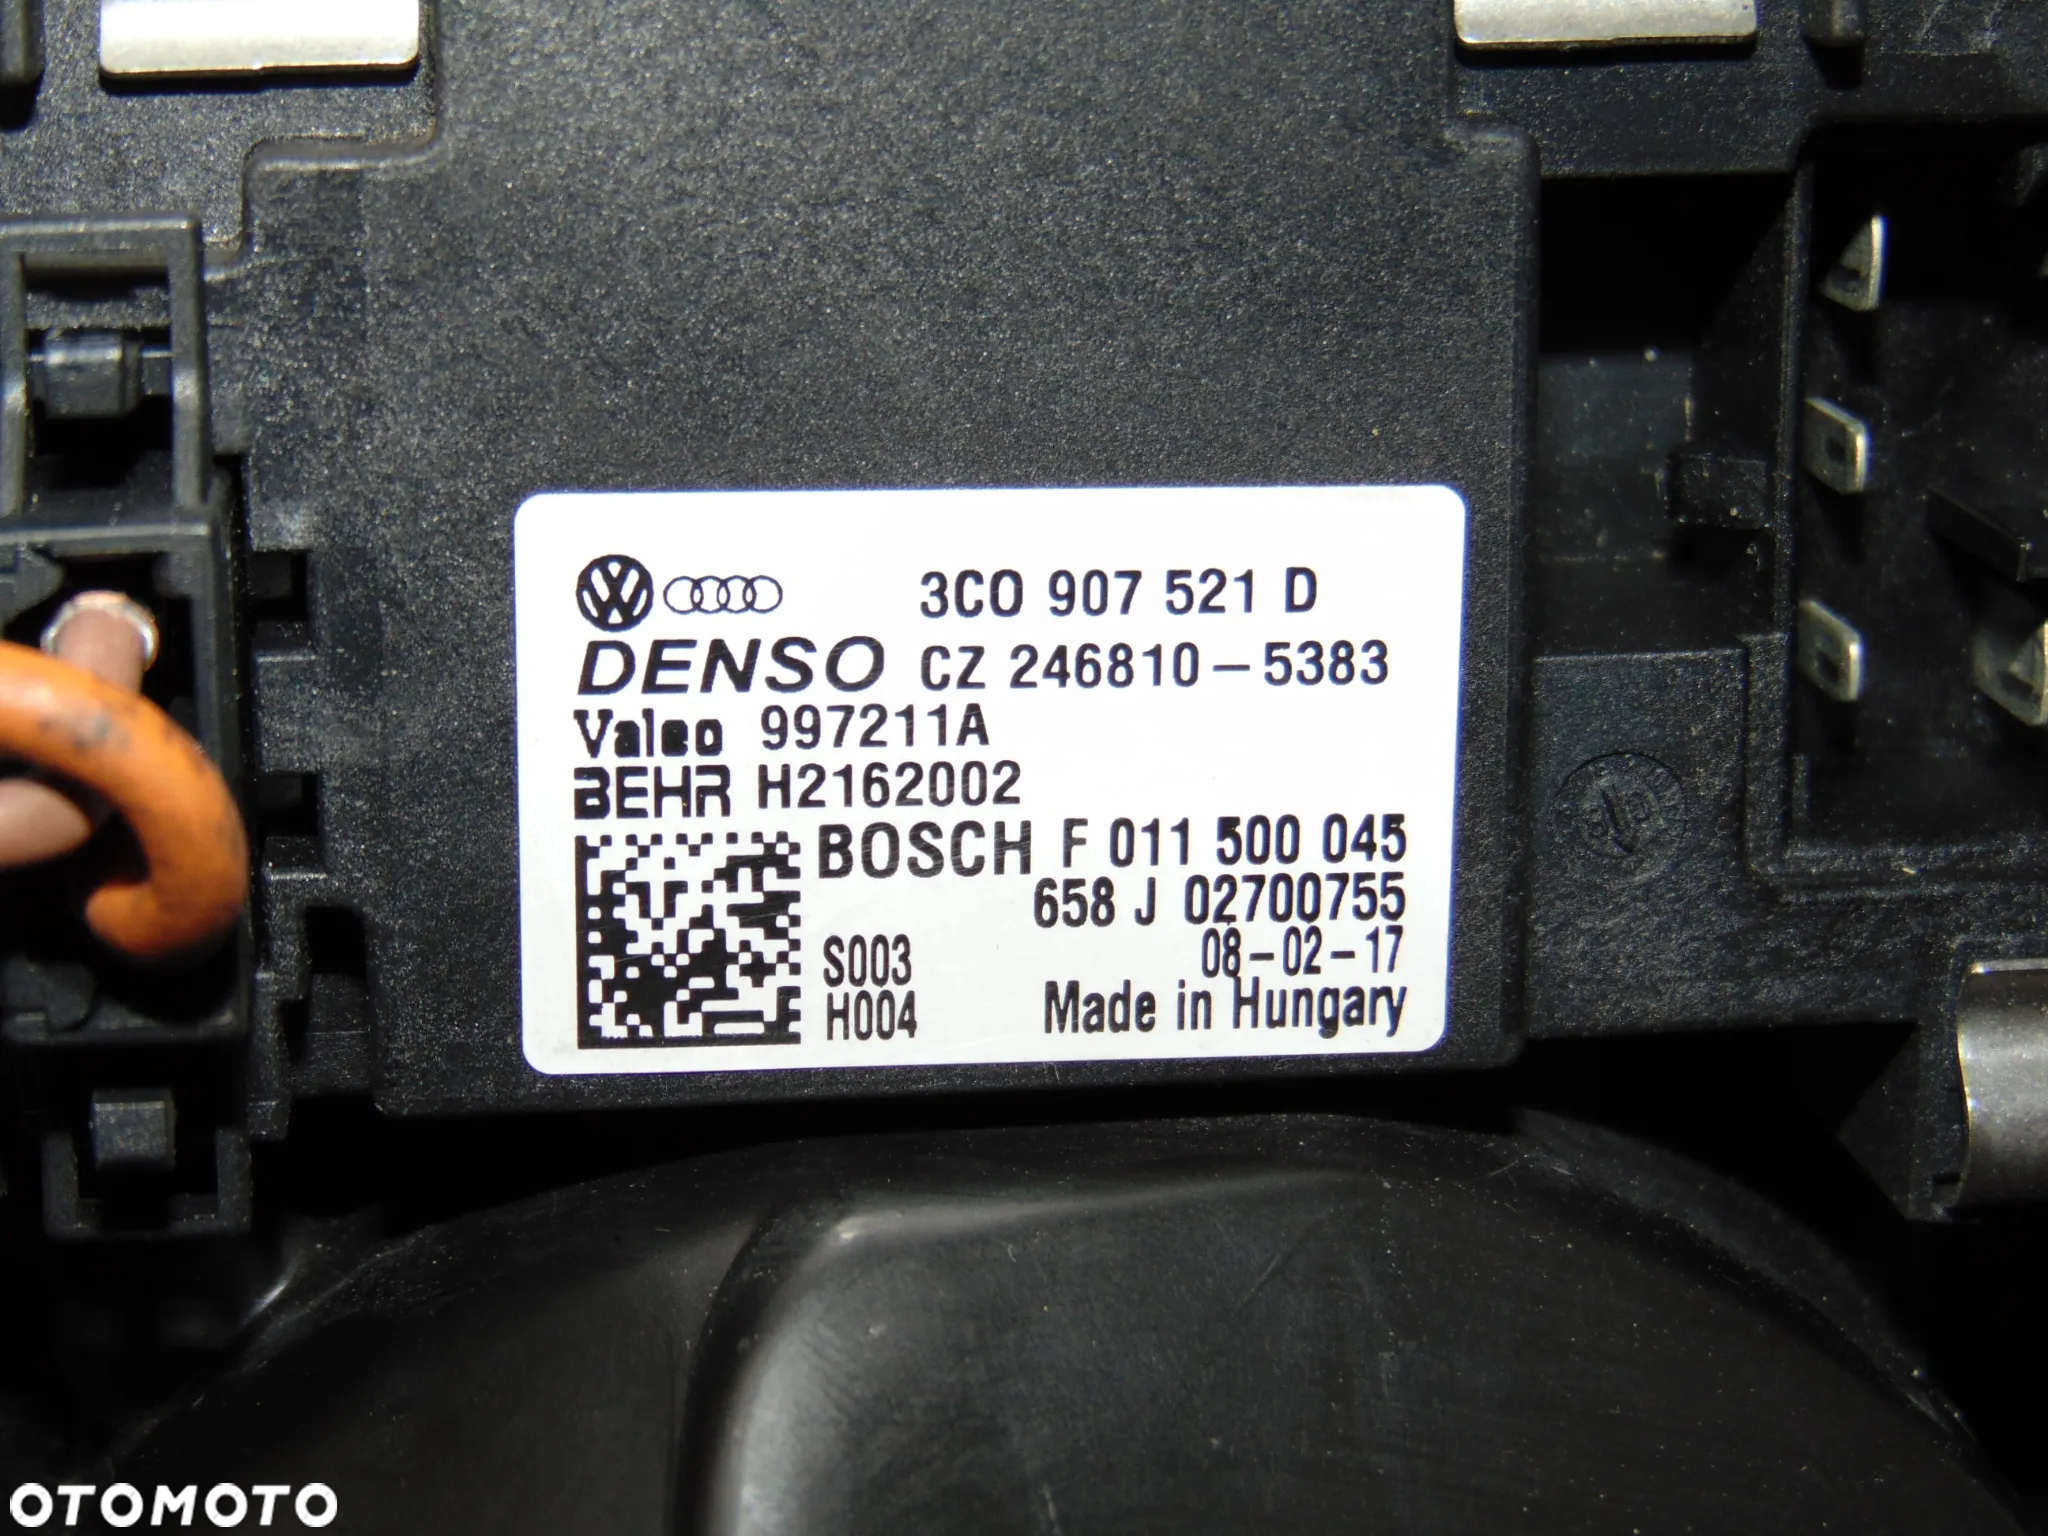 3C0 907 521 D
DENSO CZ 246810-5383
Valeo 997211A
BEHR H2162002
BOSCH F 011 500 045
658 J 02700755
S003 08-02-17
H004 Made in Hungary
OTOMOTO